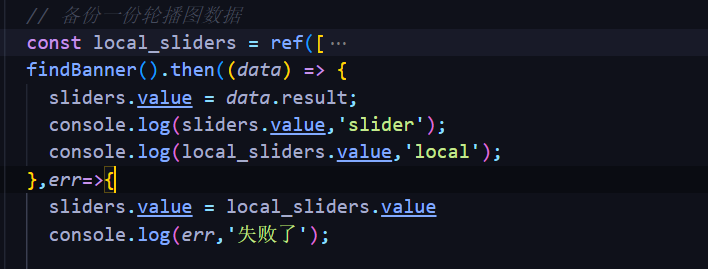 // 备份一份轮播图数据
const local_sliders = ref([ ···
findBanner().then((data) => {
  sliders.value = data.result;
  console.log(sliders.value,'slider');
  console.log(local_sliders.value,'local');
},err=>{
  sliders.value = local_sliders.value
  console.log(err,'失败了');